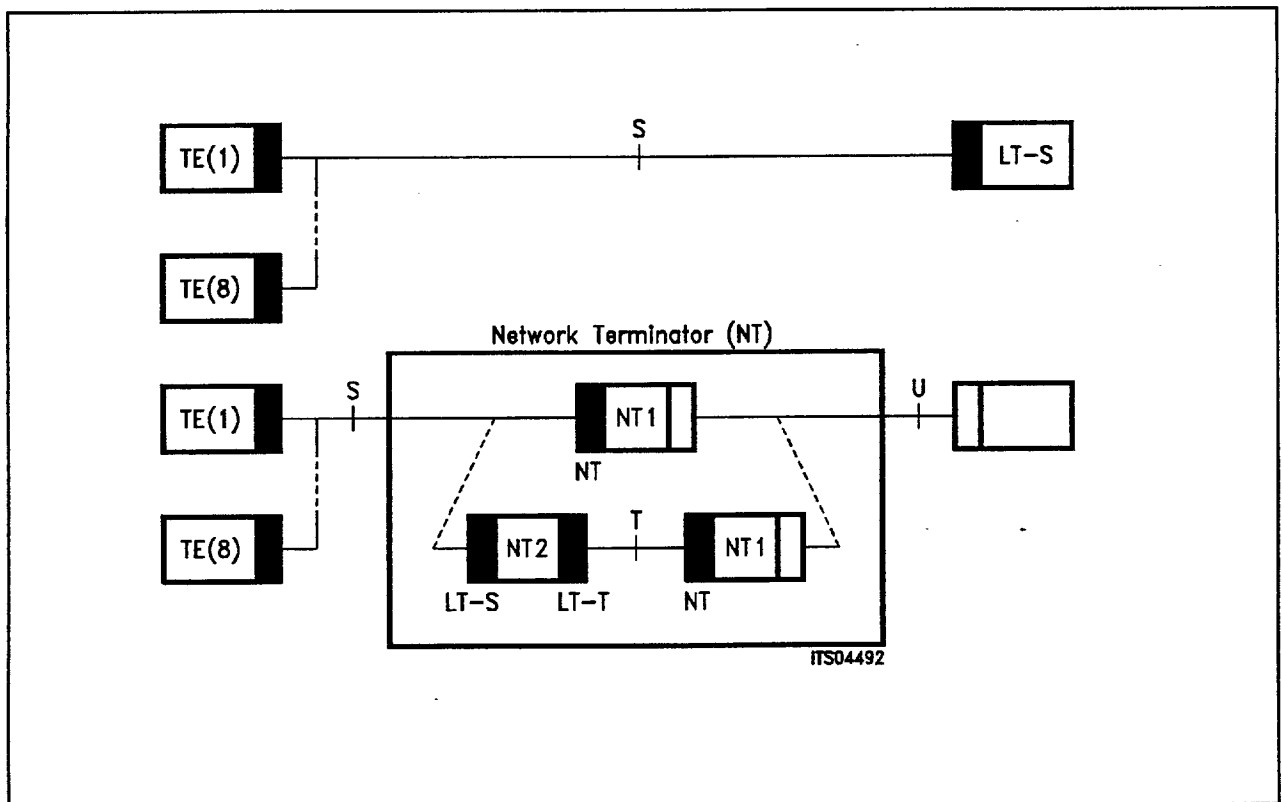 S
TE(1)
LT-S
TE(8)
Network Terminator (NT)
TE(1)
S
NT1
U
NT
TE(8)
NT2
T
NT1
LT-S
LT-T
NT
ITS04492